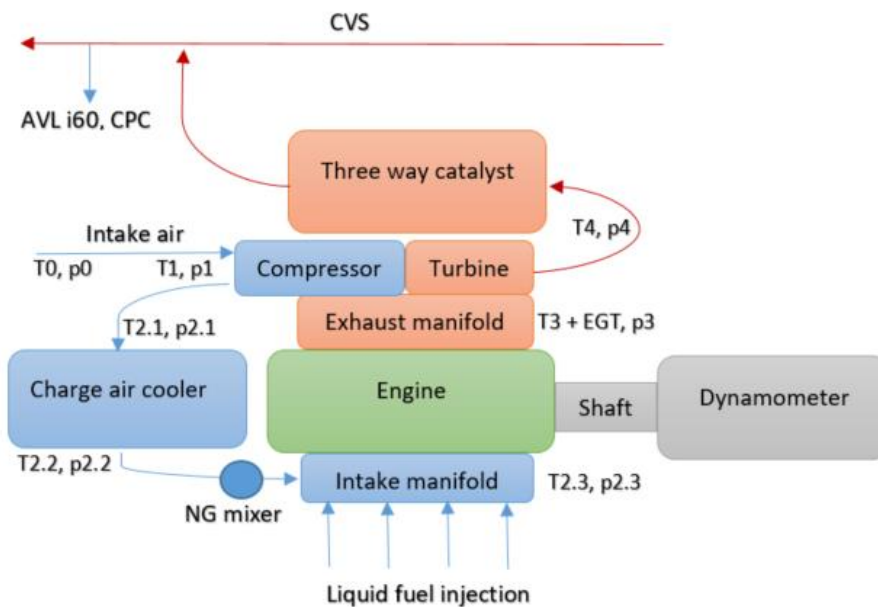 CVS
AVL i60, CPC
Three way catalyst
T4, p4
Intake air
T0, p0
T1, p1
Compressor
Turbine
T2.1, p2.1
Exhaust manifold
T3 + EGT, p3
Charge air cooler
Engine
Shaft
Dynamometer
T2.2, p2.2
NG mixer
Intake manifold
T2.3, p2.3
Liquid fuel injection